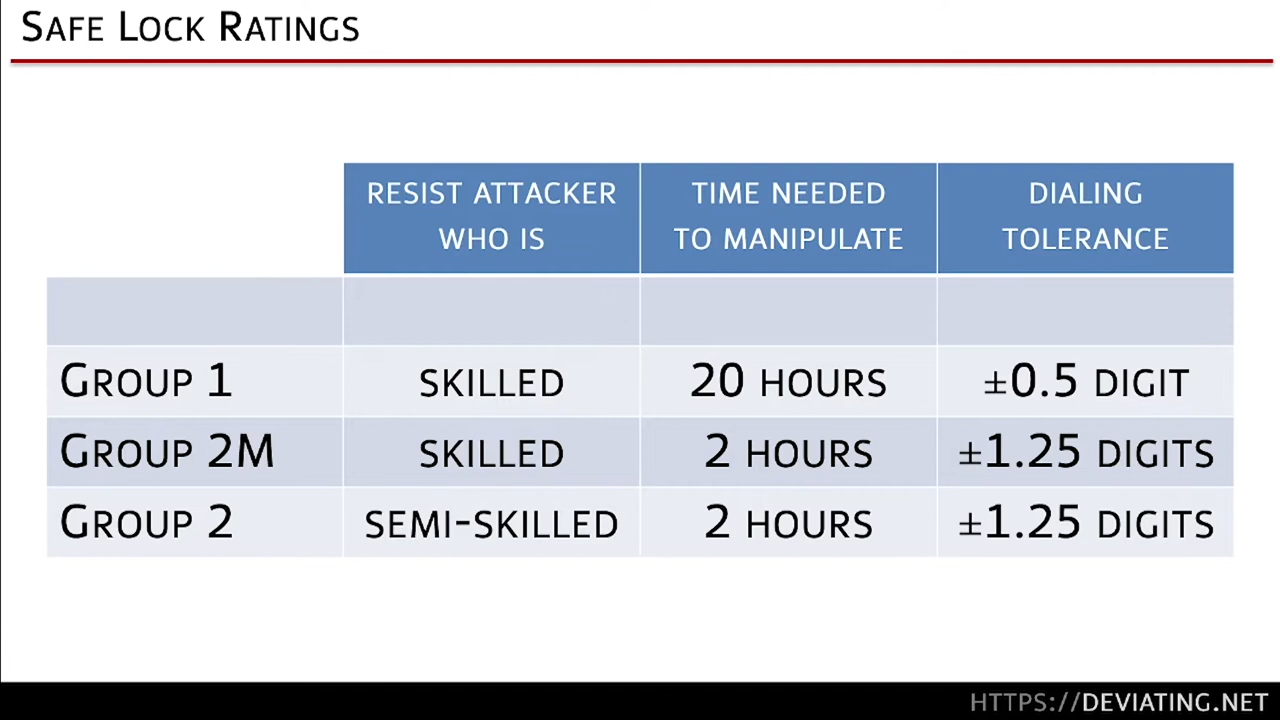 Safe Lock Ratings
RESIST ATTACKER
WHO IS
TIME NEEDED
TO MANIPULATE
DIALING
TOLERANCE
Group 1
SKILLED
20 HOURS
±0.5 DIGIT
Group 2M
SKILLED
2 HOURS
±1.25 DIGITS
Group 2
SEMI-SKILLED
2 HOURS
±1.25 DIGITS
HTTPS://DEVIATING.NET